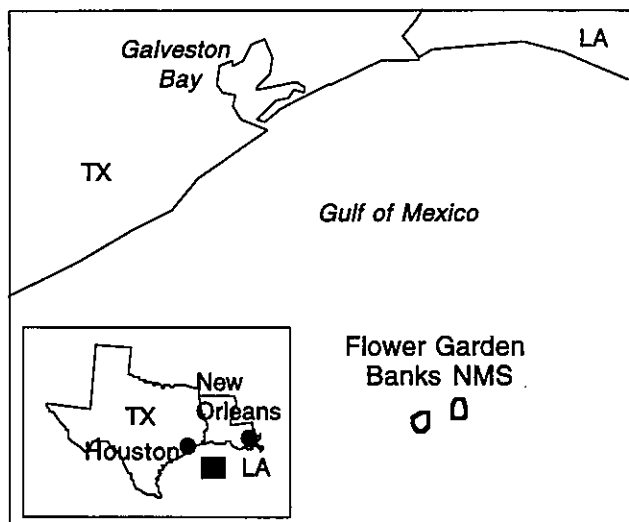 Galveston
Bay
LA
TX
Gulf of Mexico
Flower Garden
Banks NMS
New
Orleans
TX
Houston
LA